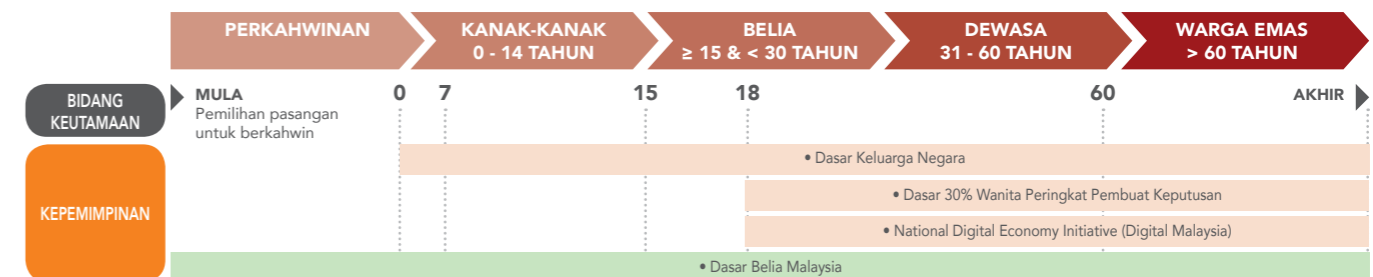 PERKAHWINAN
KANAK-KANAK
0 - 14 TAHUN
BELIA
≥ 15 & < 30 TAHUN
DEWASA
31 - 60 TAHUN
WARGA EMAS
> 60 TAHUN
BIDANG
KEUTAMAAN
MULA
Pemilihan pasangan
untuk berkahwin
0 7 15 18 60 AKHIR
KEPEMIMPINAN
• Dasar Keluarga Negara
• Dasar 30% Wanita Peringkat Pembuat Keputusan
• National Digital Economy Initiative (Digital Malaysia)
• Dasar Belia Malaysia